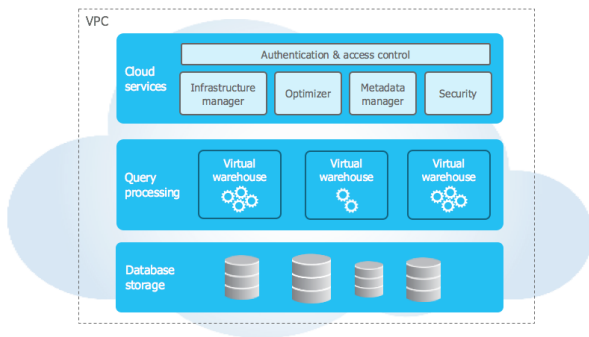 VPC
Cloud
services
Authentication & access control
Infrastructure
manager
Optimizer
Metadata
manager
Security
Query
processing
Virtual
warehouse
Virtual
warehouse
Virtual
warehouse
Database
storage